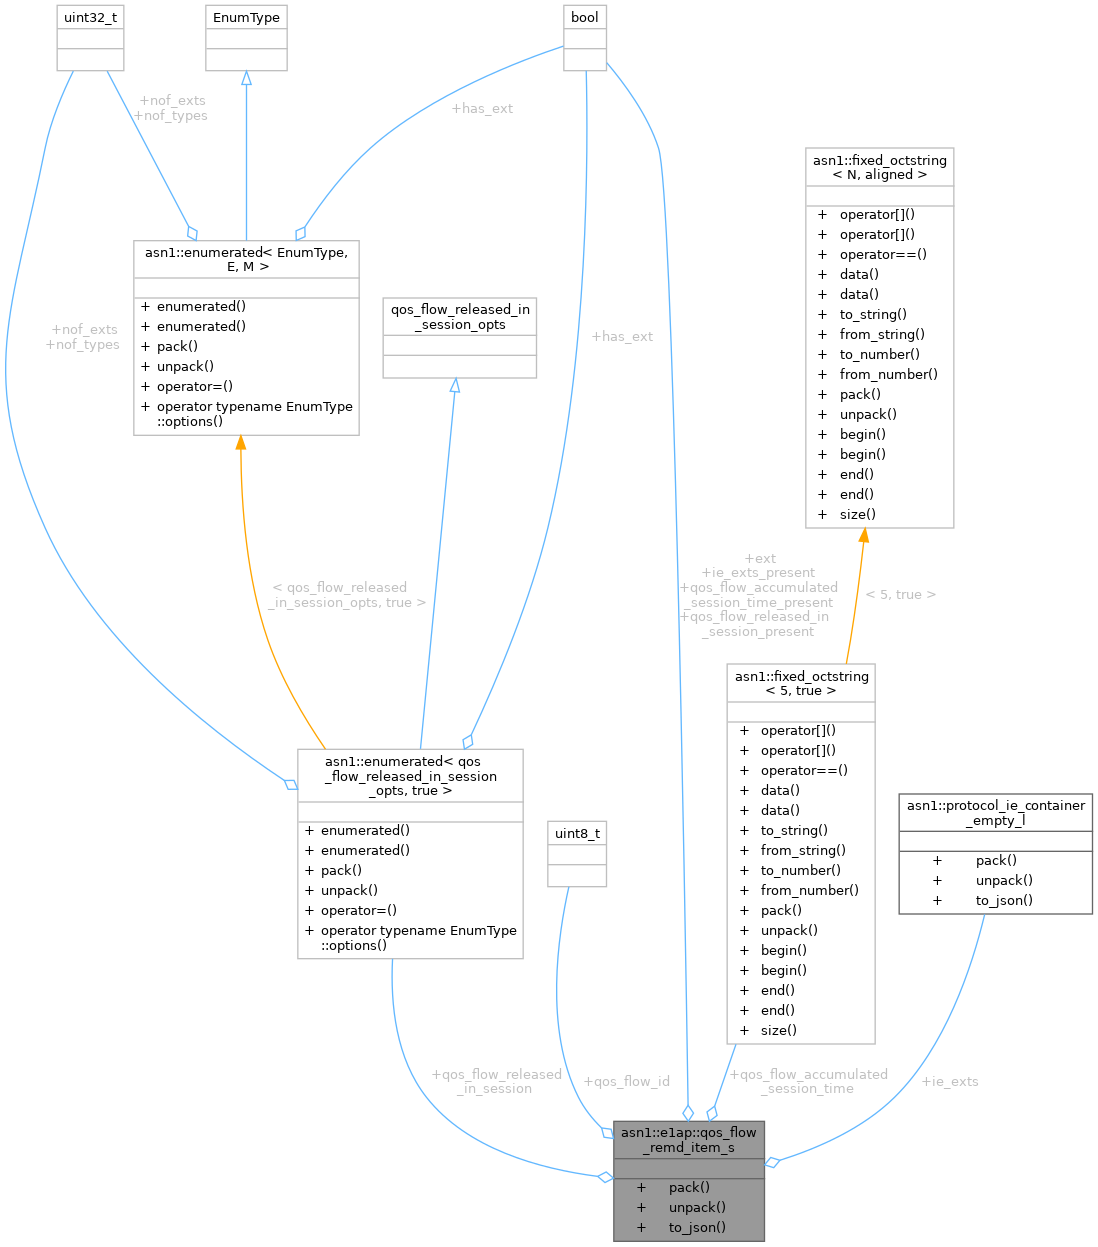 uint32_t
EnumType
bool
+nof_exts
+nof_types
+has_ext
asn1::fixed_octstring
< N, aligned >
+ operator[]()
+ operator[]()
+ operator==()
+ data()
+ data()
+ to_string()
+ from_string()
+ to_number()
+ from_number()
+ pack()
+ unpack()
+ begin()
+ begin()
+ end()
+ end()
+ size()
asn1::enumerated< EnumType,
E, M >
+ enumerated()
+ enumerated()
+ pack()
+ unpack()
+ operator=()
+ operator typename EnumType
::options()
qos_flow_released_in
_session_opts
+nof_exts
+nof_types
+has_ext
< qos_flow_released
_in_session_opts, true >
+ext
+ie_exts_present
+qos_flow_accumulated
_session_time_present
+qos_flow_released_in
_session_present
< 5, true >
asn1::fixed_octstring
< 5, true >
+ operator[]()
+ operator[]()
+ operator==()
+ data()
+ data()
+ to_string()
+ from_string()
+ to_number()
+ from_number()
+ pack()
+ unpack()
+ begin()
+ begin()
+ end()
+ end()
+ size()
asn1::enumerated< qos
_flow_released_in_session
_opts, true >
+ enumerated()
+ enumerated()
+ pack()
+ unpack()
+ operator=()
+ operator typename EnumType
::options()
uint8_t
asn1::protocol_ie_container
_empty_l
+ pack()
+ unpack()
+ to_json()
+qos_flow_released
_in_session
+qos_flow_id
+qos_flow_accumulated
_session_time
+ie_exts
asn1::e1ap::qos_flow
_remd_item_s
+ pack()
+ unpack()
+ to_json()